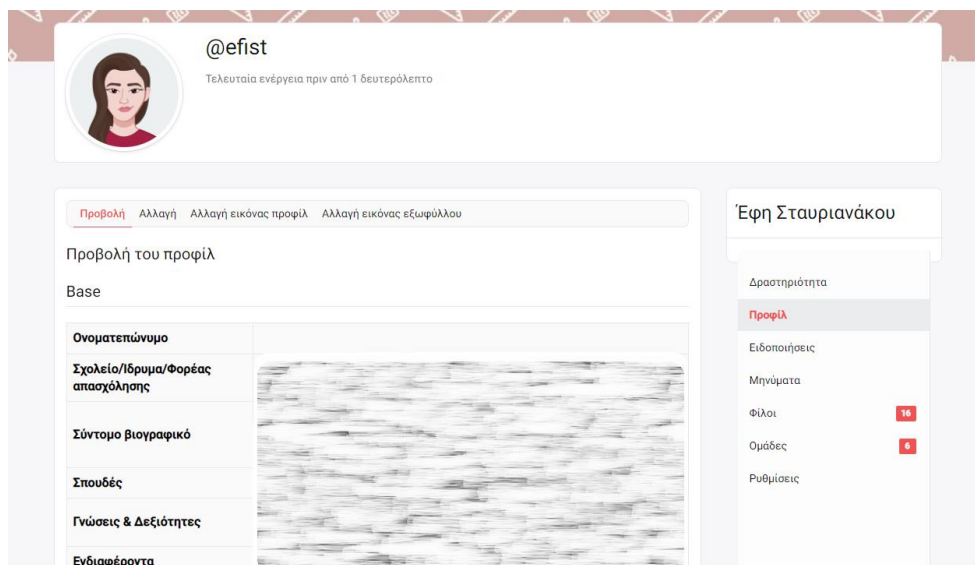 @efist
Τελευταία ενέργεια πριν από 1 δευτερόλεπτο
Προβολή Αλλαγή Αλλαγή εικόνας προφίλ Αλλαγή εικόνας εξωφύλλου
Προβολή του προφίλ
Base
Ονοματεπώνυμο
Σχολείο/Ιδρυμα/Φορέας
απασχόλησης
Σύντομο βιογραφικό
Σπουδές
Γνώσεις & Δεξιότητες
Ενδιαφέροντα
Έφη Σταυριανάκου
Δραστηριότητα
Προφίλ
Ειδοποιήσεις
Μηνύματα
Φίλοι 16
Ομάδες 6
Ρυθμίσεις